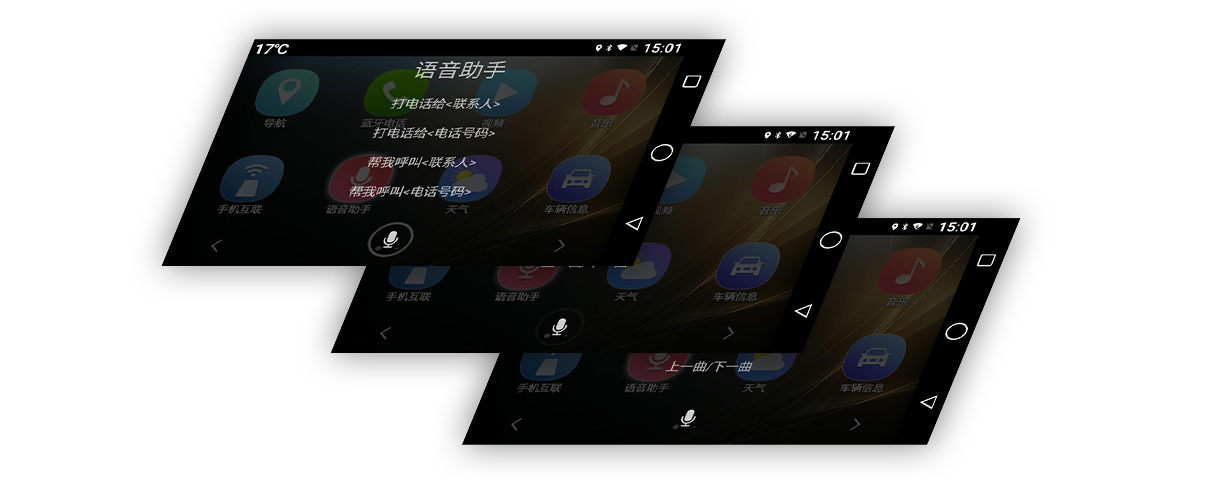 17℃ 15:01
语音助手
打电话给<联系人>
导航 蓝牙电话 视频 音乐
打电话给<电话号码>
帮我呼叫<联系人>
帮我呼叫<电话号码>
手机互联 语音助手 天气 车辆信息
15:01
视频 音乐
手机互联 语音助手 天气 车辆信息
15:01
音乐
上一曲/下一曲
手机互联 语音助手 天气 车辆信息